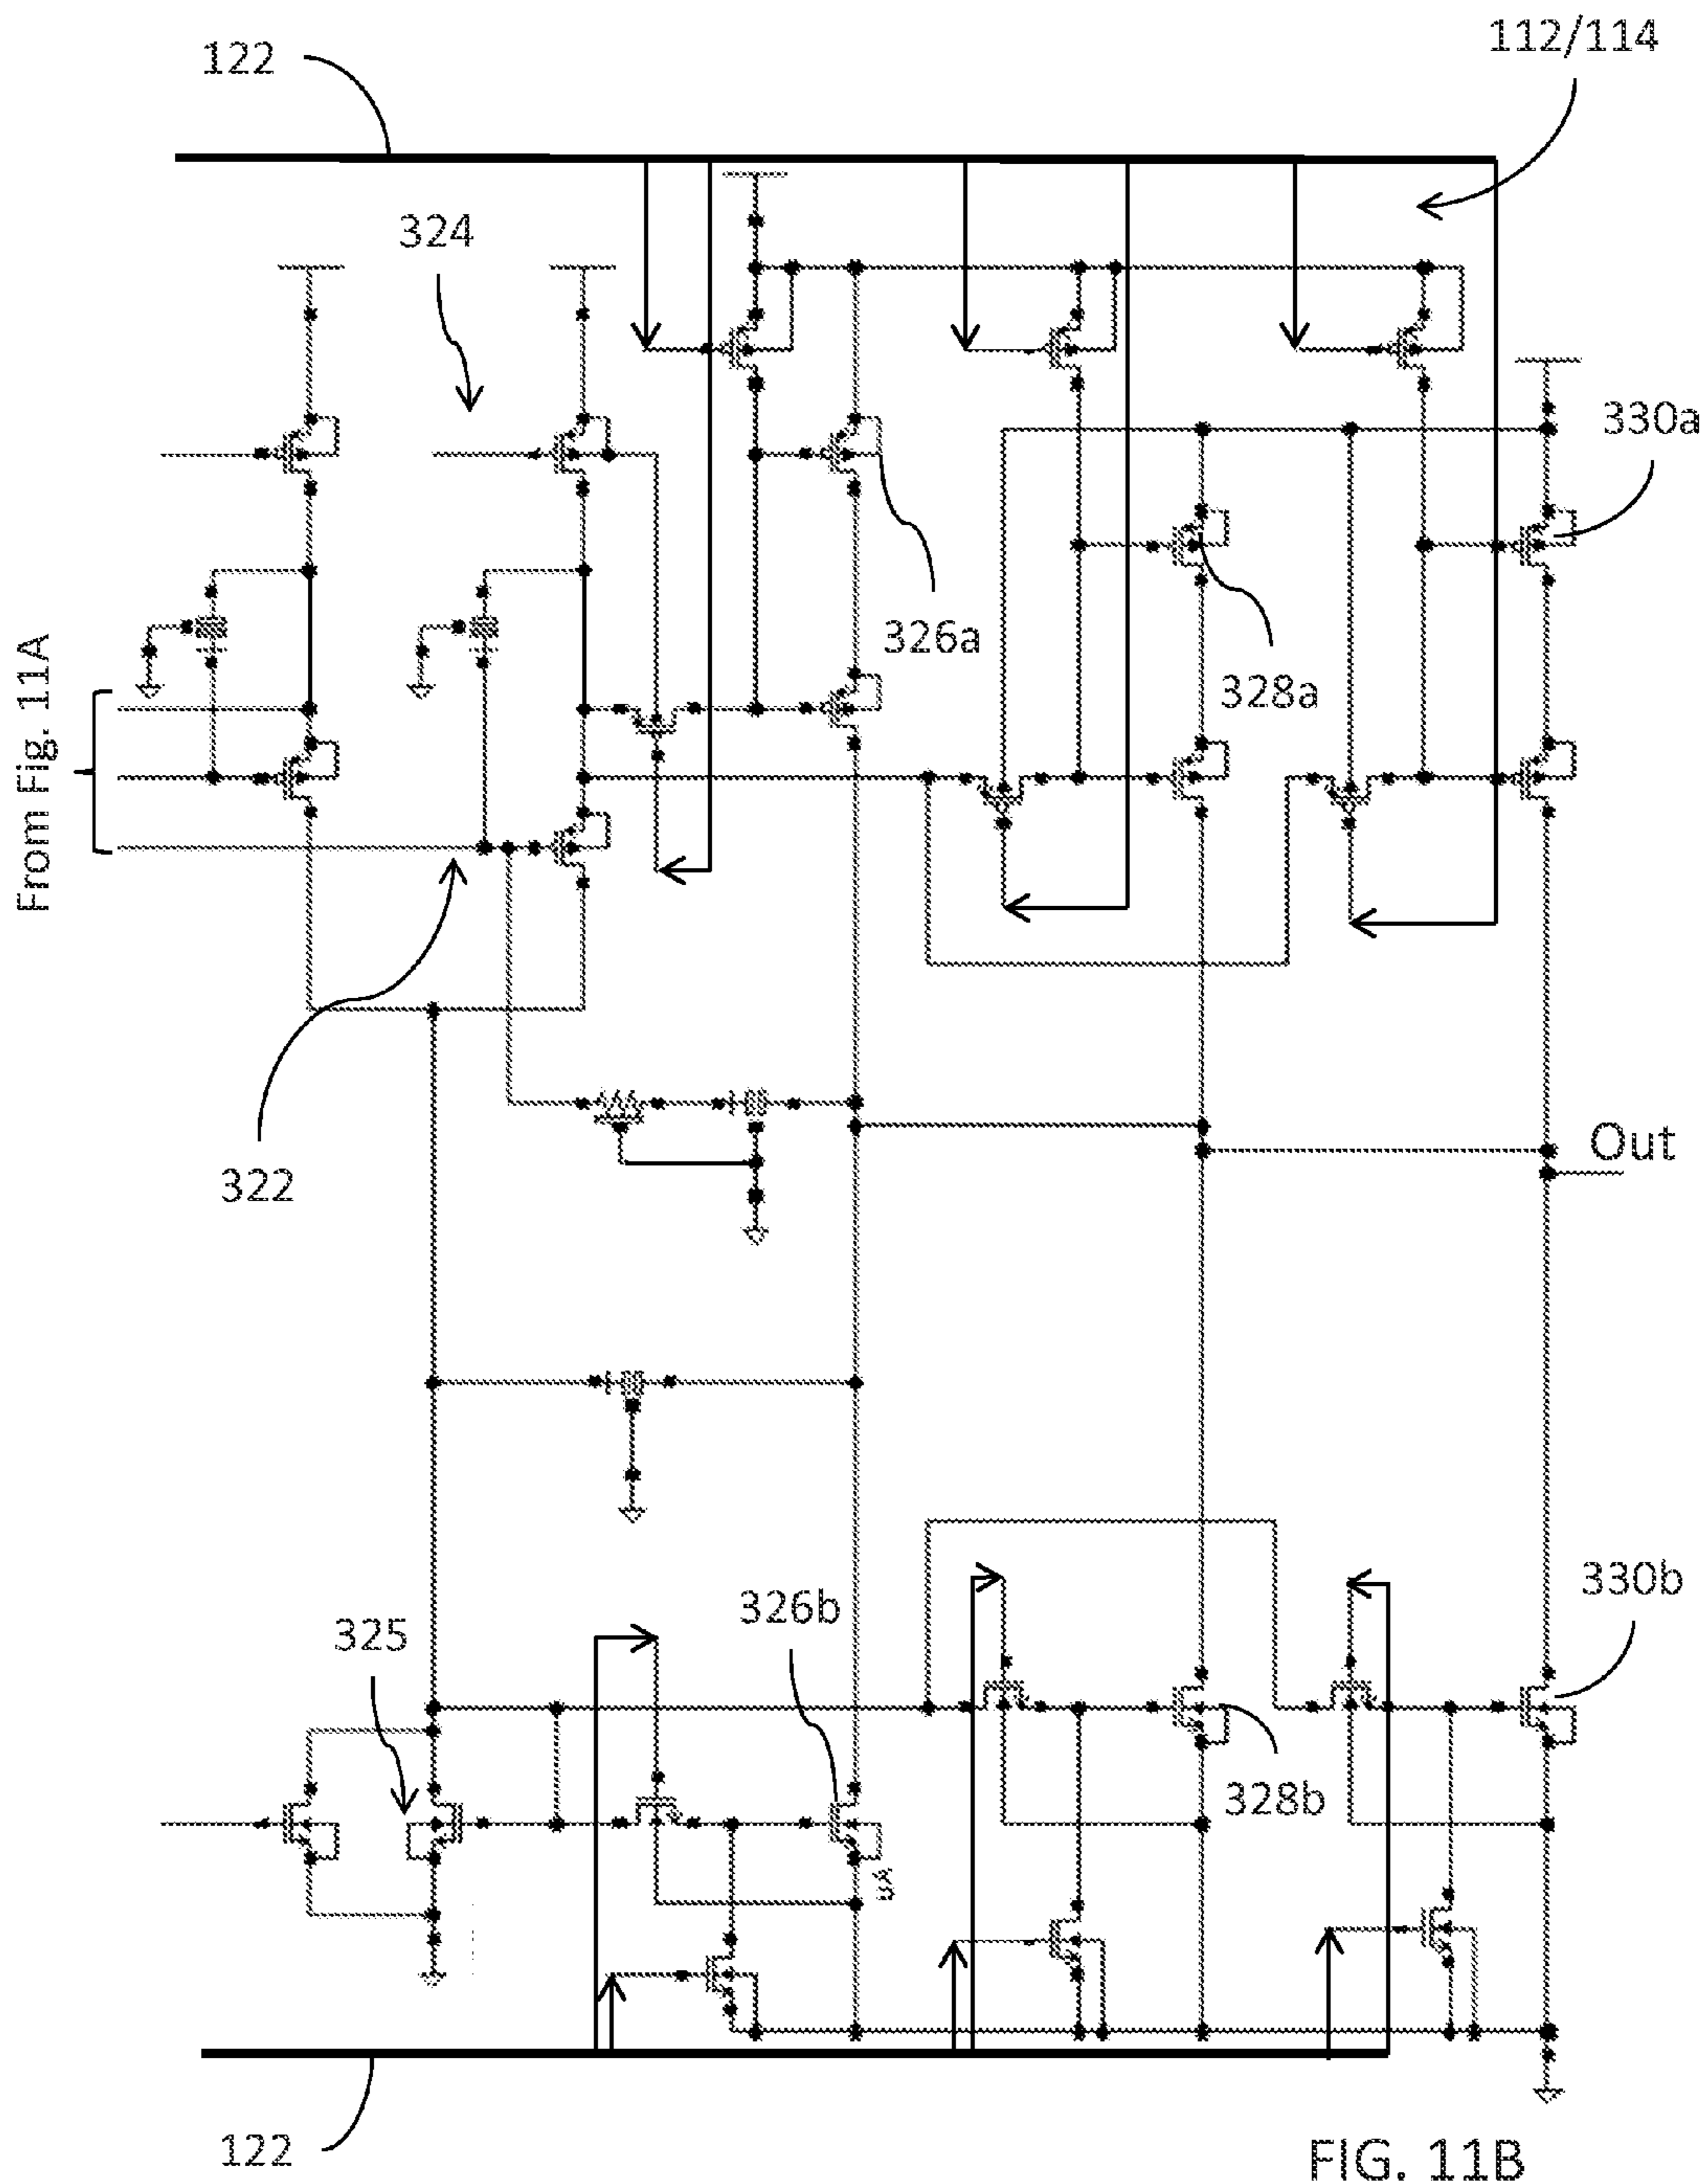 122
112/114
324
330a
326a
328a
From Fig. 11A
322
Out
330b
326b
325
328b
122
FIG. 11B